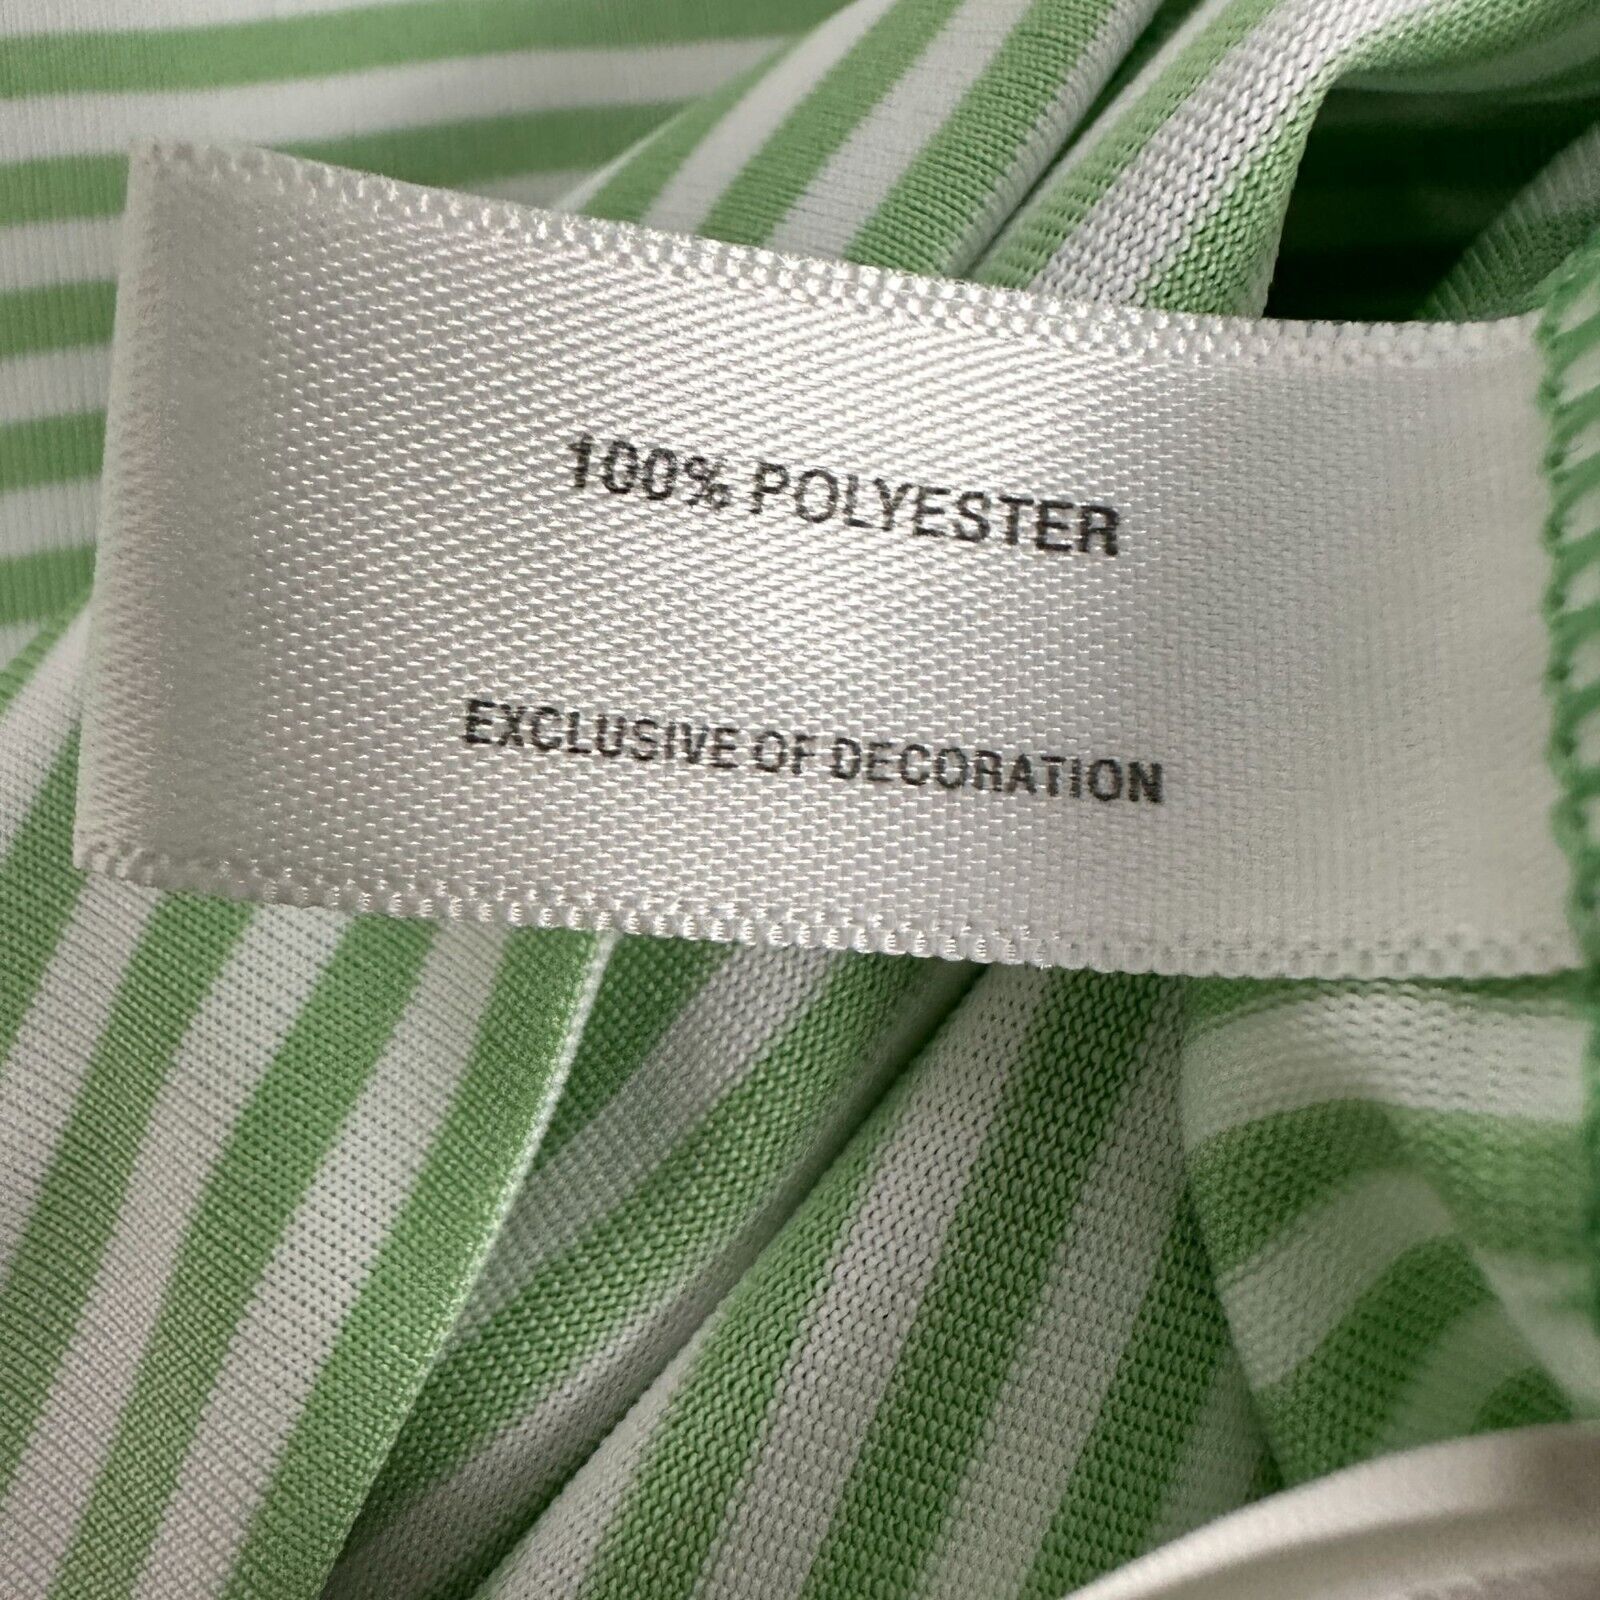 100% POLYESTER
EXCLUSIVE OF DECORATION